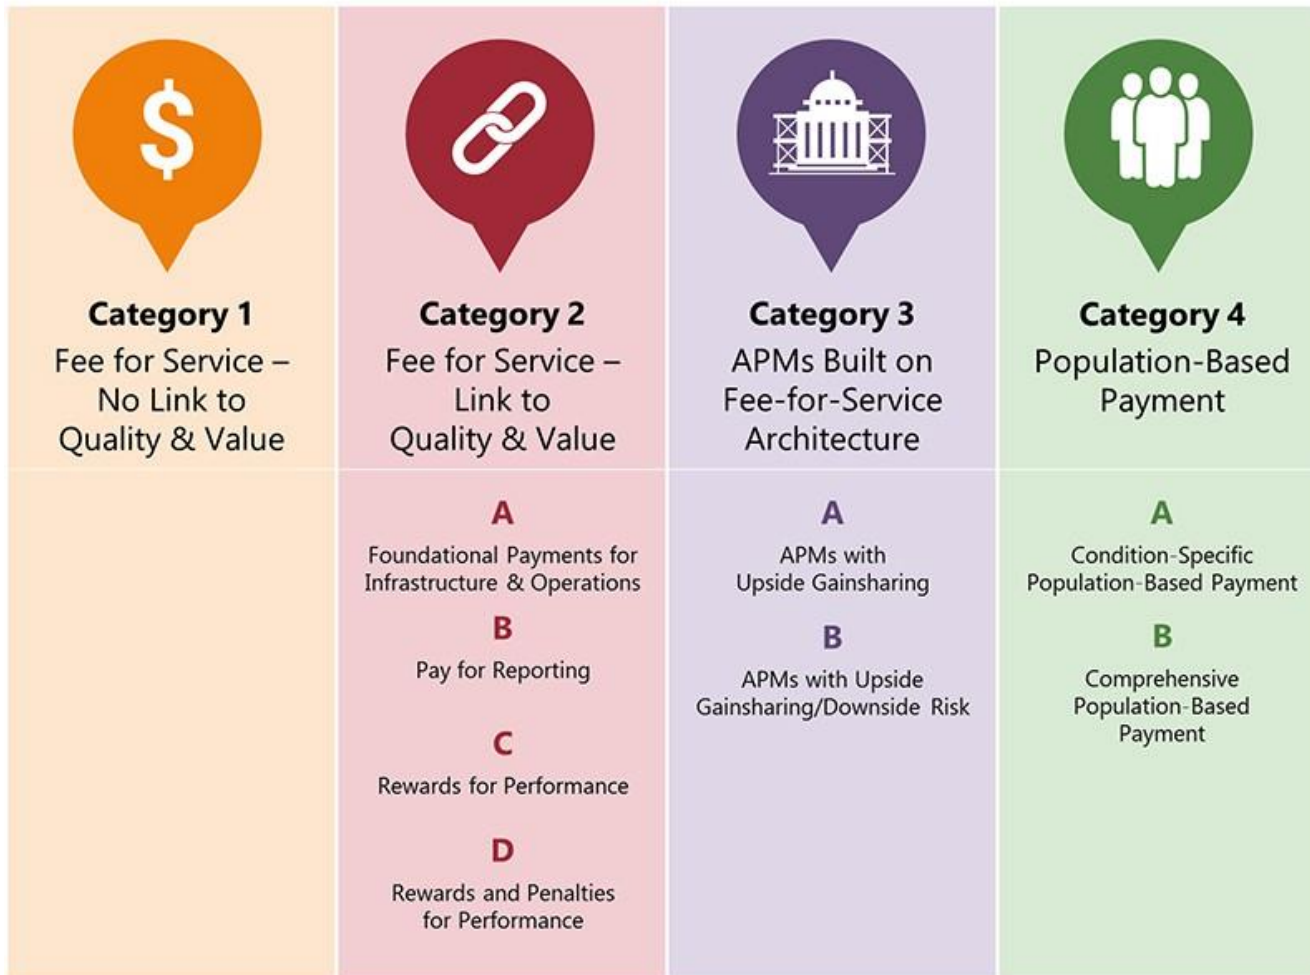 $
Category 1
Fee for Service –
No Link to
Quality & Value
Category 2
Fee for Service –
Link to
Quality & Value
A
Foundational Payments for
Infrastructure & Operations
B
Pay for Reporting
C
Rewards for Performance
D
Rewards and Penalties
for Performance
Category 3
APMs Built on
Fee-for-Service
Architecture
A
APMs with
Upside Gainsharing
B
APMs with Upside
Gainsharing/Downside Risk
Category 4
Population-Based
Payment
A
Condition-Specific
Population-Based Payment
B
Comprehensive
Population-Based
Payment